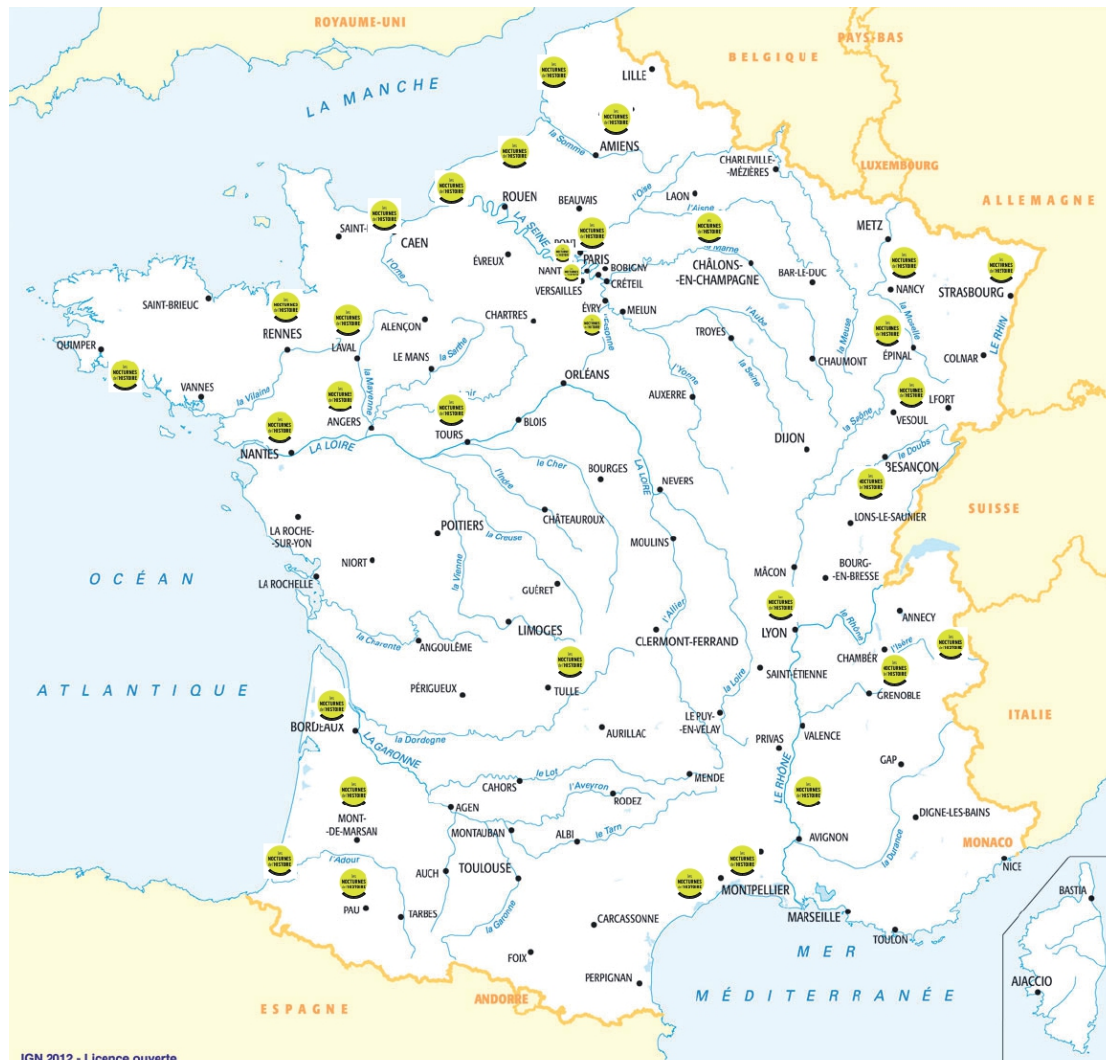 ROYAUME-UNI
PAYS-BAS
BELGIQUE
LA MANCHE
LILLE
AMIENS
la Somme
CHARLEVILLE-
-MÉZIÈRES
LUXEMBOURG
ALLEMAGNE
ROUEN
BEAUVAIS
l'Oise
LAON
l'Aisne
METZ
LA SEINE
CAEN
l'Orne
ÉVREUX
PARIS
BOBIGNY
CRÉTEIL
VERSAILLES
ÉVRY
MELUN
l'Essonne
la Marne
CHÂLONS-
-EN-CHAMPAGNE
BAR-LE-DUC
NANCY
STRASBOURG
SAINT-BRIEUC
RENNES
LAVAL
ALENÇON
CHARTRES
TROYES
l'Aube
la Meuse
la Moselle
LE RHIN
QUIMPER
LE MANS
la Sarthe
la Seine
CHAUMONT
ÉPINAL
COLMAR
VANNES
la Vilaine
la Mayenne
ORLÉANS
l'Yonne
AUXERRE
ANGERS
TOURS
BLOIS
la Saône
VESOUL
NANTES
LA LOIRE
le Cher
BOURGES
LA LOIRE
DIJON
le Doubs
BESANÇON
l'Indre
NEVERS
SUISSE
LA ROCHE-
-SUR-YON
POITIERS
la Creuse
CHÂTEAUROUX
LONS-LE-SAUNIER
NIORT
la Vienne
MOULINS
OCÉAN
LA ROCHELLE
GUÉRET
MÂCON
BOURG-
-EN-BRESSE
l'Allier
LIMOGES
CLERMONT-FERRAND
LYON
le Rhône
ANNECY
la Charente
ANGOULÊME
l'Isère
ATLANTIQUE
PÉRIGUEUX
TULLE
la Loire
SAINT-ÉTIENNE
GRENOBLE
ITALIE
BORDEAUX
la Dordogne
AURILLAC
LE PUY-
-EN-VELAY
PRIVAS
VALENCE
LA GARONNE
GAP
CAHORS
le Lot
l'Aveyron
MENDE
LE RHÔNE
AGEN
RODEZ
MONT-
-DE-MARSAN
MONTAUBAN
ALBI
le Tarn
AVIGNON
DIGNE-LES-BAINS
la Durance
MONACO
l'Adour
AUCH
TOULOUSE
MONTPELLIER
NICE
PAU
TARBES
la Garonne
CARCASSONNE
MARSEILLE
TOULON
BASTIA
FOIX
PERPIGNAN
MER
MÉDITERRANÉE
AJACCIO
ESPAGNE
ANDORRE
IGN 2012 - Licence ouverte
LES
NOCTURNES
de l'HISTOIRE